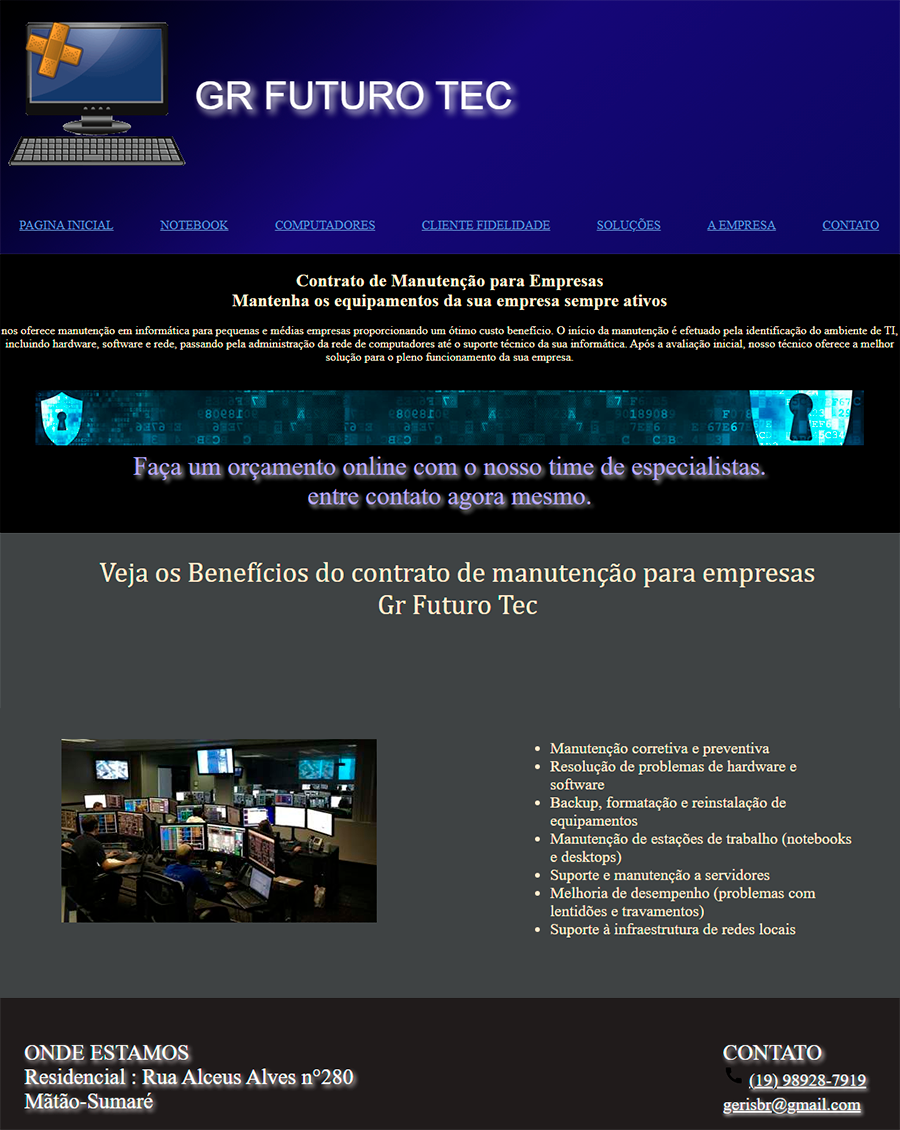 GR FUTURO TEC
PAGINA INICIAL NOTEBOOK COMPUTADORES CLIENTE FIDELIDADE SOLUÇÕES A EMPRESA CONTATO
Contrato de Manutenção para Empresas
Mantenha os equipamentos da sua empresa sempre ativos
nos oferece manutenção em informática para pequenas e médias empresas proporcionando um ótimo custo benefício. O início da manutenção é efetuado pela identificação do ambiente de TI,
incluindo hardware, software e rede, passando pela administração da rede de computadores até o suporte técnico da sua informática. Após a avaliação inicial, nosso técnico oferece a melhor
solução para o pleno funcionamento da sua empresa.
Faça um orçamento online com o nosso time de especialistas.
entre contato agora mesmo.
Veja os Benefícios do contrato de manutenção para empresas
Gr Futuro Tec
• Manutenção corretiva e preventiva
• Resolução de problemas de hardware e
software
• Backup, formatação e reinstalação de
equipamentos
• Manutenção de estações de trabalho (notebooks
e desktops)
• Suporte e manutenção a servidores
• Melhoria de desempenho (problemas com
lentidões e travamentos)
• Suporte à infraestrutura de redes locais
ONDE ESTAMOS
Residencial : Rua Alceus Alves n°280
Mãtão-Sumaré
CONTATO
(19) 98928-7919
gerisbr@gmail.com